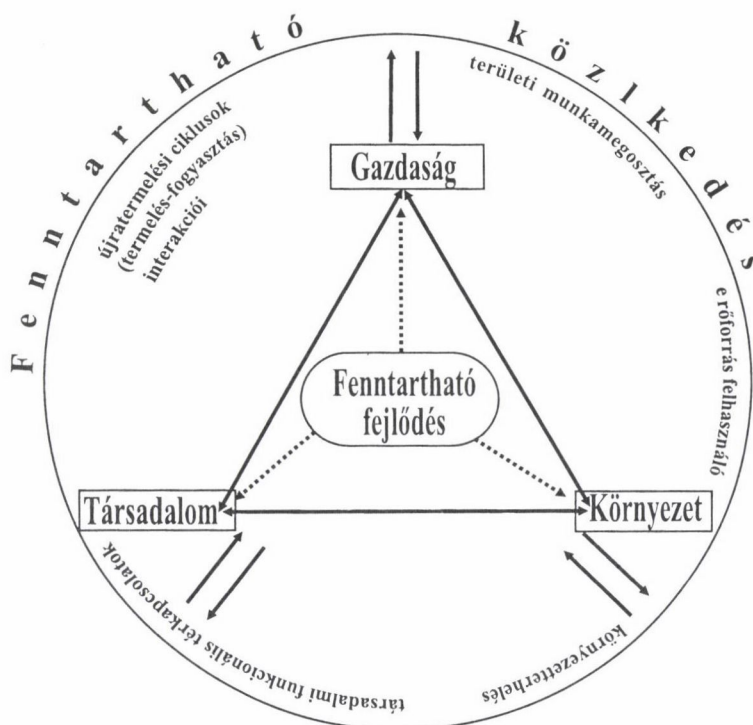 Fenntartható közlkedés
területi munkamegosztás
újratermelési ciklusok
(termelés-fogyasztás)
interakciói
Gazdaság
erőforrás felhasználó
Fenntartható
fejlődés
Társadalom
Környezet
társadalmi funkcionális térkapcsolatok
környezetterhelés